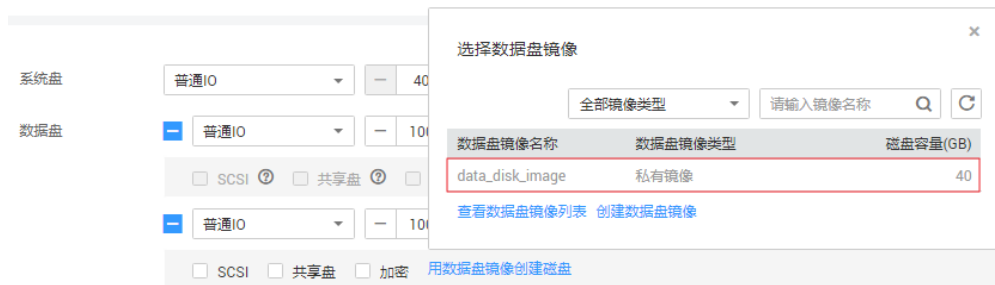 选择数据盘镜像
系统盘 普通IO 40
全部镜像类型 请输入镜像名称
数据盘 普通IO 100
数据盘镜像名称 数据盘镜像类型 磁盘容量(GB)
SCSI 共享盘
data_disk_image 私有镜像 40
查看数据盘镜像列表 创建数据盘镜像
普通IO 100
SCSI 共享盘 加密 用数据盘镜像创建磁盘